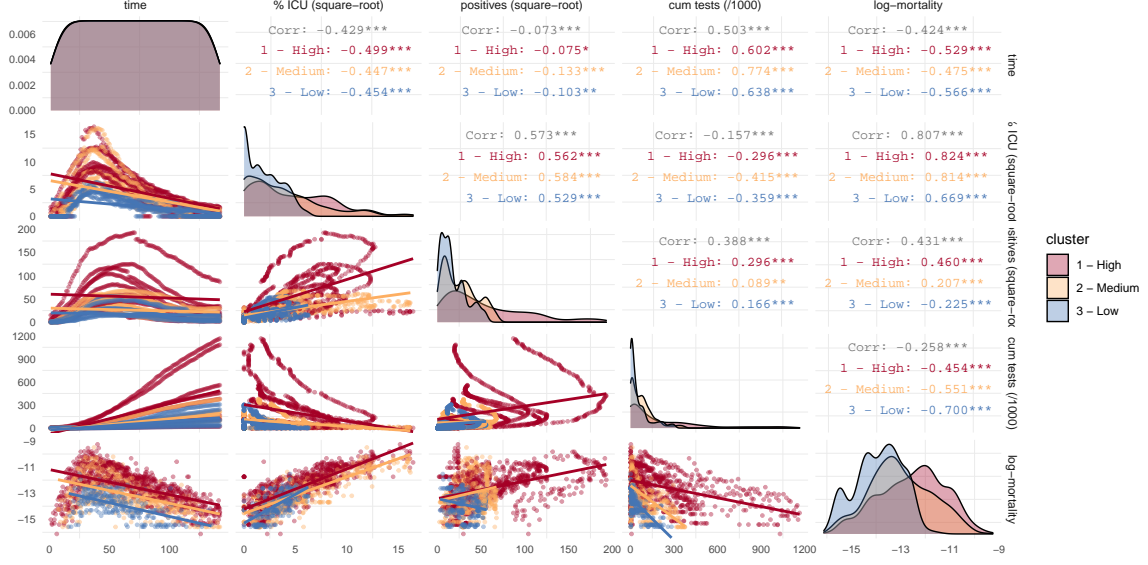 time
% ICU (square−root)
positives (square−root)
cum tests (/1000)
log−mortality
0.006
0.004
0.002
0.000
Corr: -0.429***
1 - High: -0.499***
2 - Medium: -0.447***
3 - Low: -0.454***
Corr: -0.073***
1 - High: -0.075*
2 - Medium: -0.133***
3 - Low: -0.103**
Corr: 0.503***
1 - High: 0.602***
2 - Medium: 0.774***
3 - Low: 0.638***
Corr: -0.424***
1 - High: -0.529***
2 - Medium: -0.475***
3 - Low: -0.566***
time
15
10
5
0
Corr: 0.573***
1 - High: 0.562***
2 - Medium: 0.584***
3 - Low: 0.529***
Corr: -0.157***
1 - High: -0.296***
2 - Medium: -0.415***
3 - Low: -0.359***
Corr: 0.807***
1 - High: 0.824***
2 - Medium: 0.814***
3 - Low: 0.669***
% ICU (square−root
200
150
100
50
0
Corr: 0.388***
1 - High: 0.296***
2 - Medium: 0.089**
3 - Low: 0.166***
Corr: 0.431***
1 - High: 0.460***
2 - Medium: 0.207***
3 - Low: -0.225***
sitives (square−roo
1200
900
600
300
0
Corr: -0.258***
1 - High: -0.454***
2 - Medium: -0.551***
3 - Low: -0.700***
cum tests (/1000)
−9
−11
−13
−15
log−mortality
0
50
100
0
5
10
15
0
50
100
150
200
0
300
600
900
1200
−15
−13
−11
−9
cluster
1 − High
2 − Medium
3 − Low